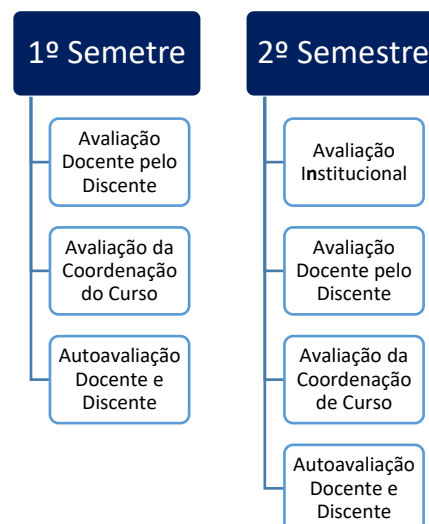 1º Semetre
Avaliação
Docente pelo
Discente
Avaliação da
Coordenação
do Curso
Autoavaliação
Docente e
Discente
2º Semestre
Avaliação
Institucional
Avaliação
Docente pelo
Discente
Avaliação da
Coordenação
de Curso
Autoavaliação
Docente e
Discente